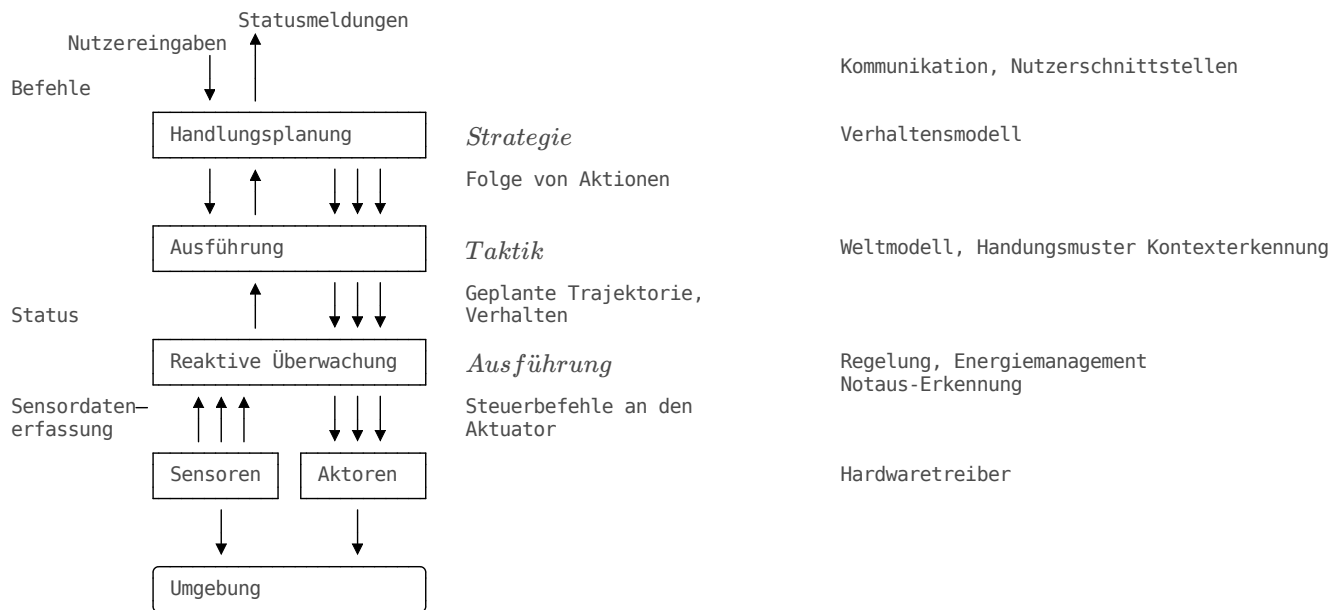 Statusmeldungen
Nutzereingaben
Kommunikation, Nutzerschnittstellen
Befehle
Handlungsplanung
Strategie
Verhaltensmodell
Folge von Aktionen
Ausführung
Taktik
Weltmodell, Handungsmuster Kontexterkennung
Geplante Trajektorie,
Verhalten
Status
Reaktive Überwachung
Ausführung
Regelung, Energiemanagement
Notaus-Erkennung
Sensordaten—
erfassung
Steuerbefehle an den
Aktuator
Sensoren
Aktoren
Hardwaretreiber
Umgebung